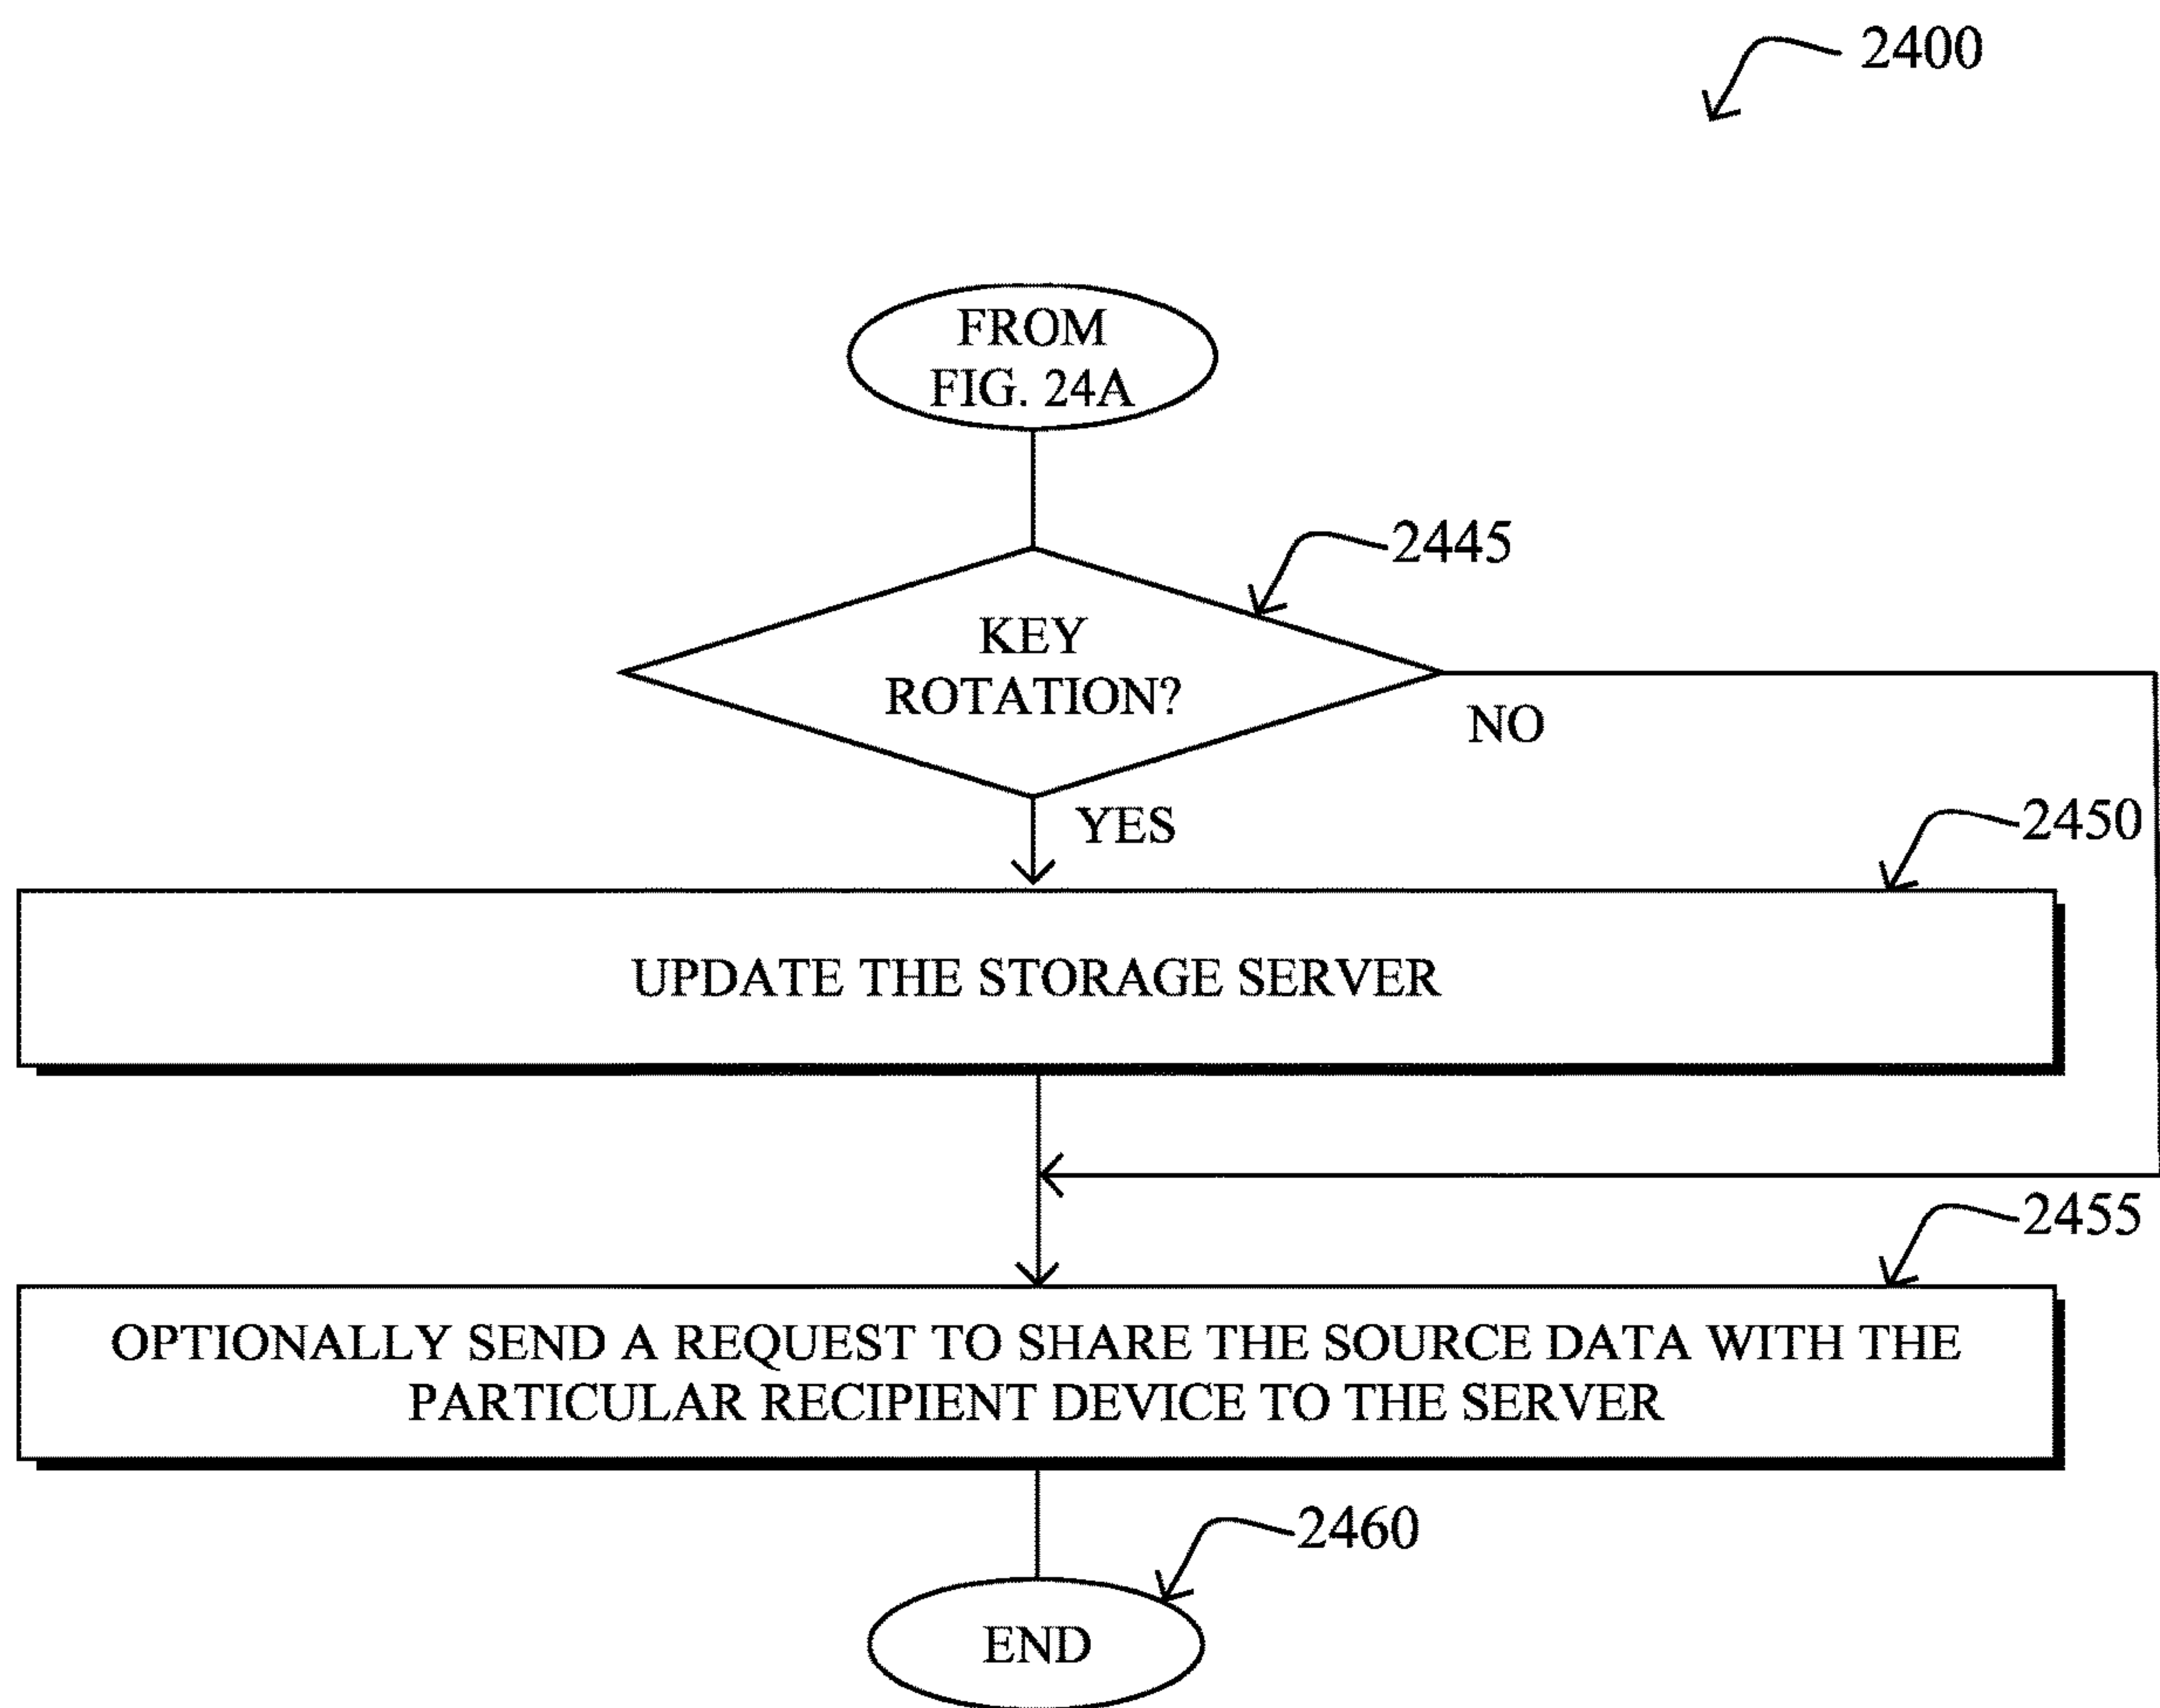 2400
FROM
FIG. 24A
2445
KEY
ROTATION?
NO
YES
2450
UPDATE THE STORAGE SERVER
2455
OPTIONALLY SEND A REQUEST TO SHARE THE SOURCE DATA WITH THE
PARTICULAR RECIPIENT DEVICE TO THE SERVER
2460
END